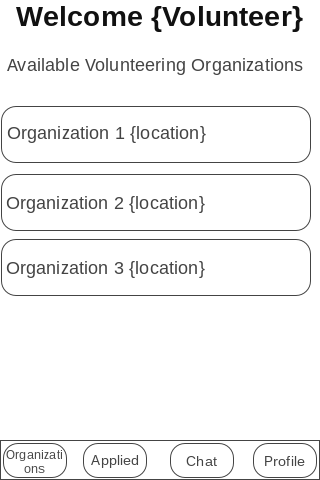 Welcome {Volunteer}
Available Volunteering Organizations
Organization 1 {location}
Organization 2 {location}
Organization 3 {location}
Organizati
ons
Applied
Chat
Profile